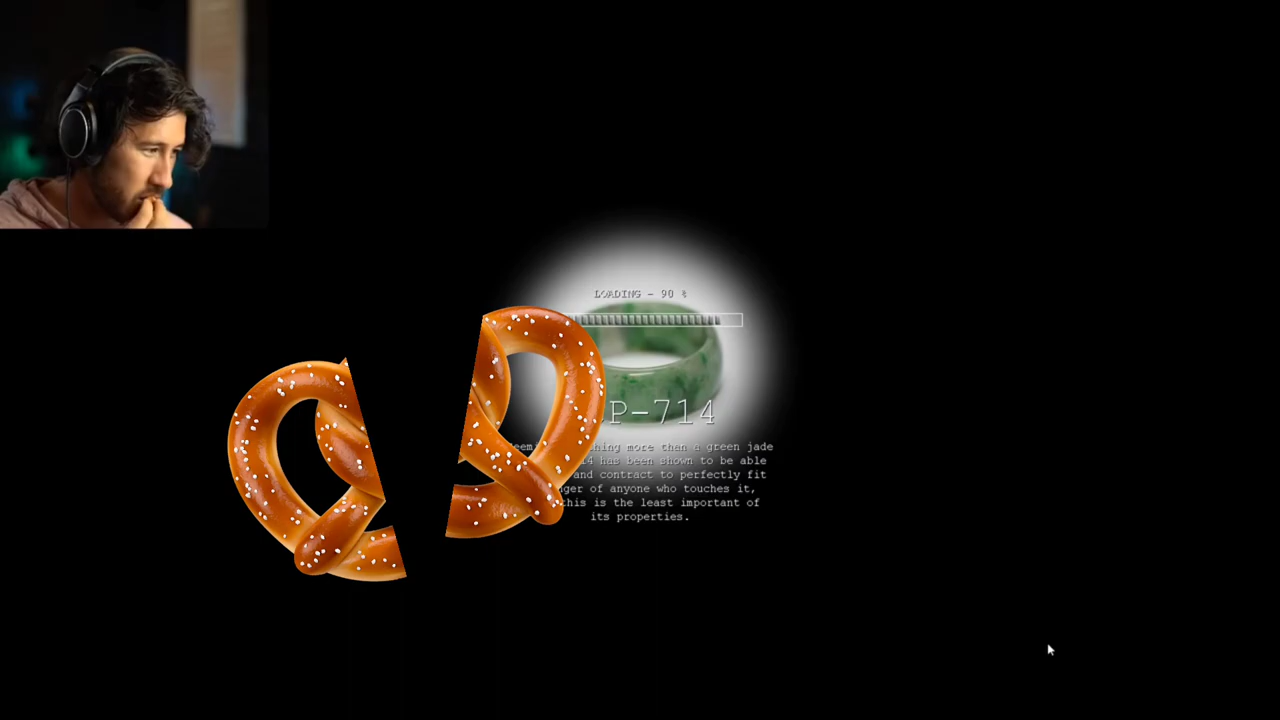 LOADING - 90 %
P-714
hing more than a green jade
14 has been shown to be able
and contract to perfectly fit
ger of anyone who touches it,
this is the least important of
its properties.